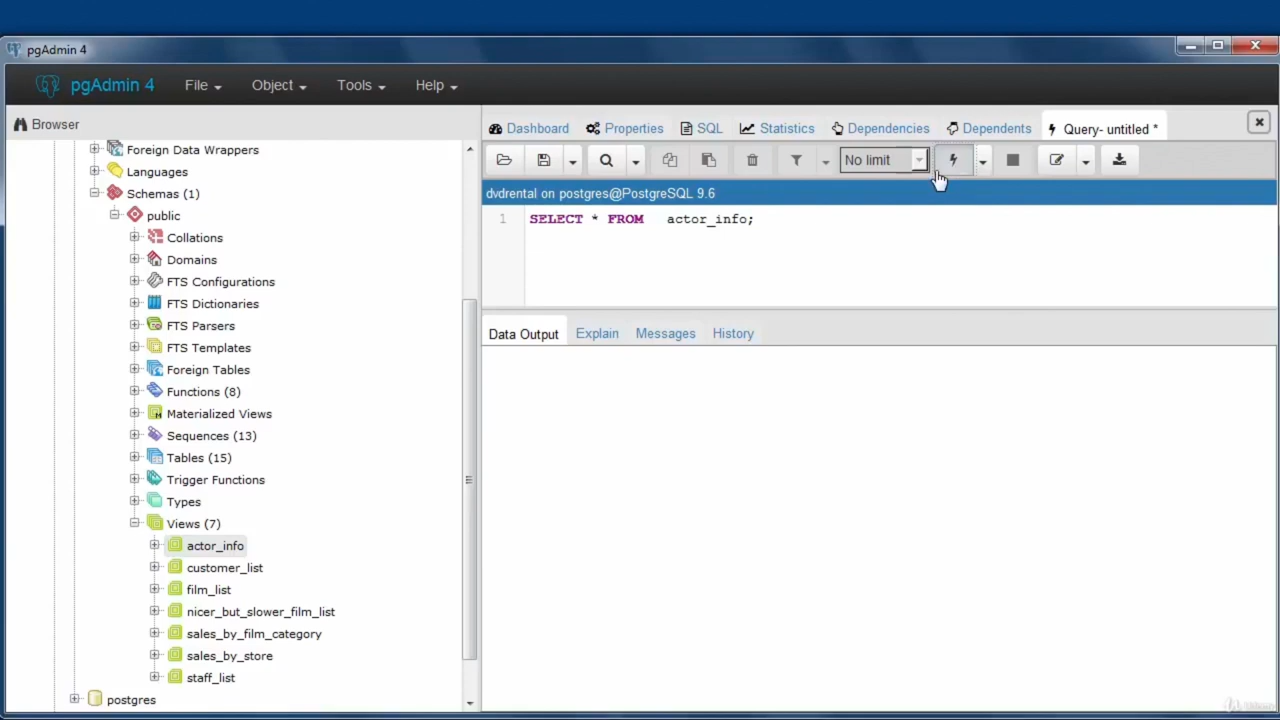 pgAdmin 4
pgAdmin 4 File Object Tools Help
Browser
Dashboard Properties SQL Statistics Dependencies Dependents Query- untitled *
No limit
dvdrental on postgres@PostgreSQL 9.6
1 SELECT * FROM actor_info;
Data Output Explain Messages History
Foreign Data Wrappers
Languages
Schemas (1)
public
Collations
Domains
FTS Configurations
FTS Dictionaries
FTS Parsers
FTS Templates
Foreign Tables
Functions (8)
Materialized Views
Sequences (13)
Tables (15)
Trigger Functions
Types
Views (7)
actor_info
customer_list
film_list
nicer_but_slower_film_list
sales_by_film_category
sales_by_store
staff_list
postgres